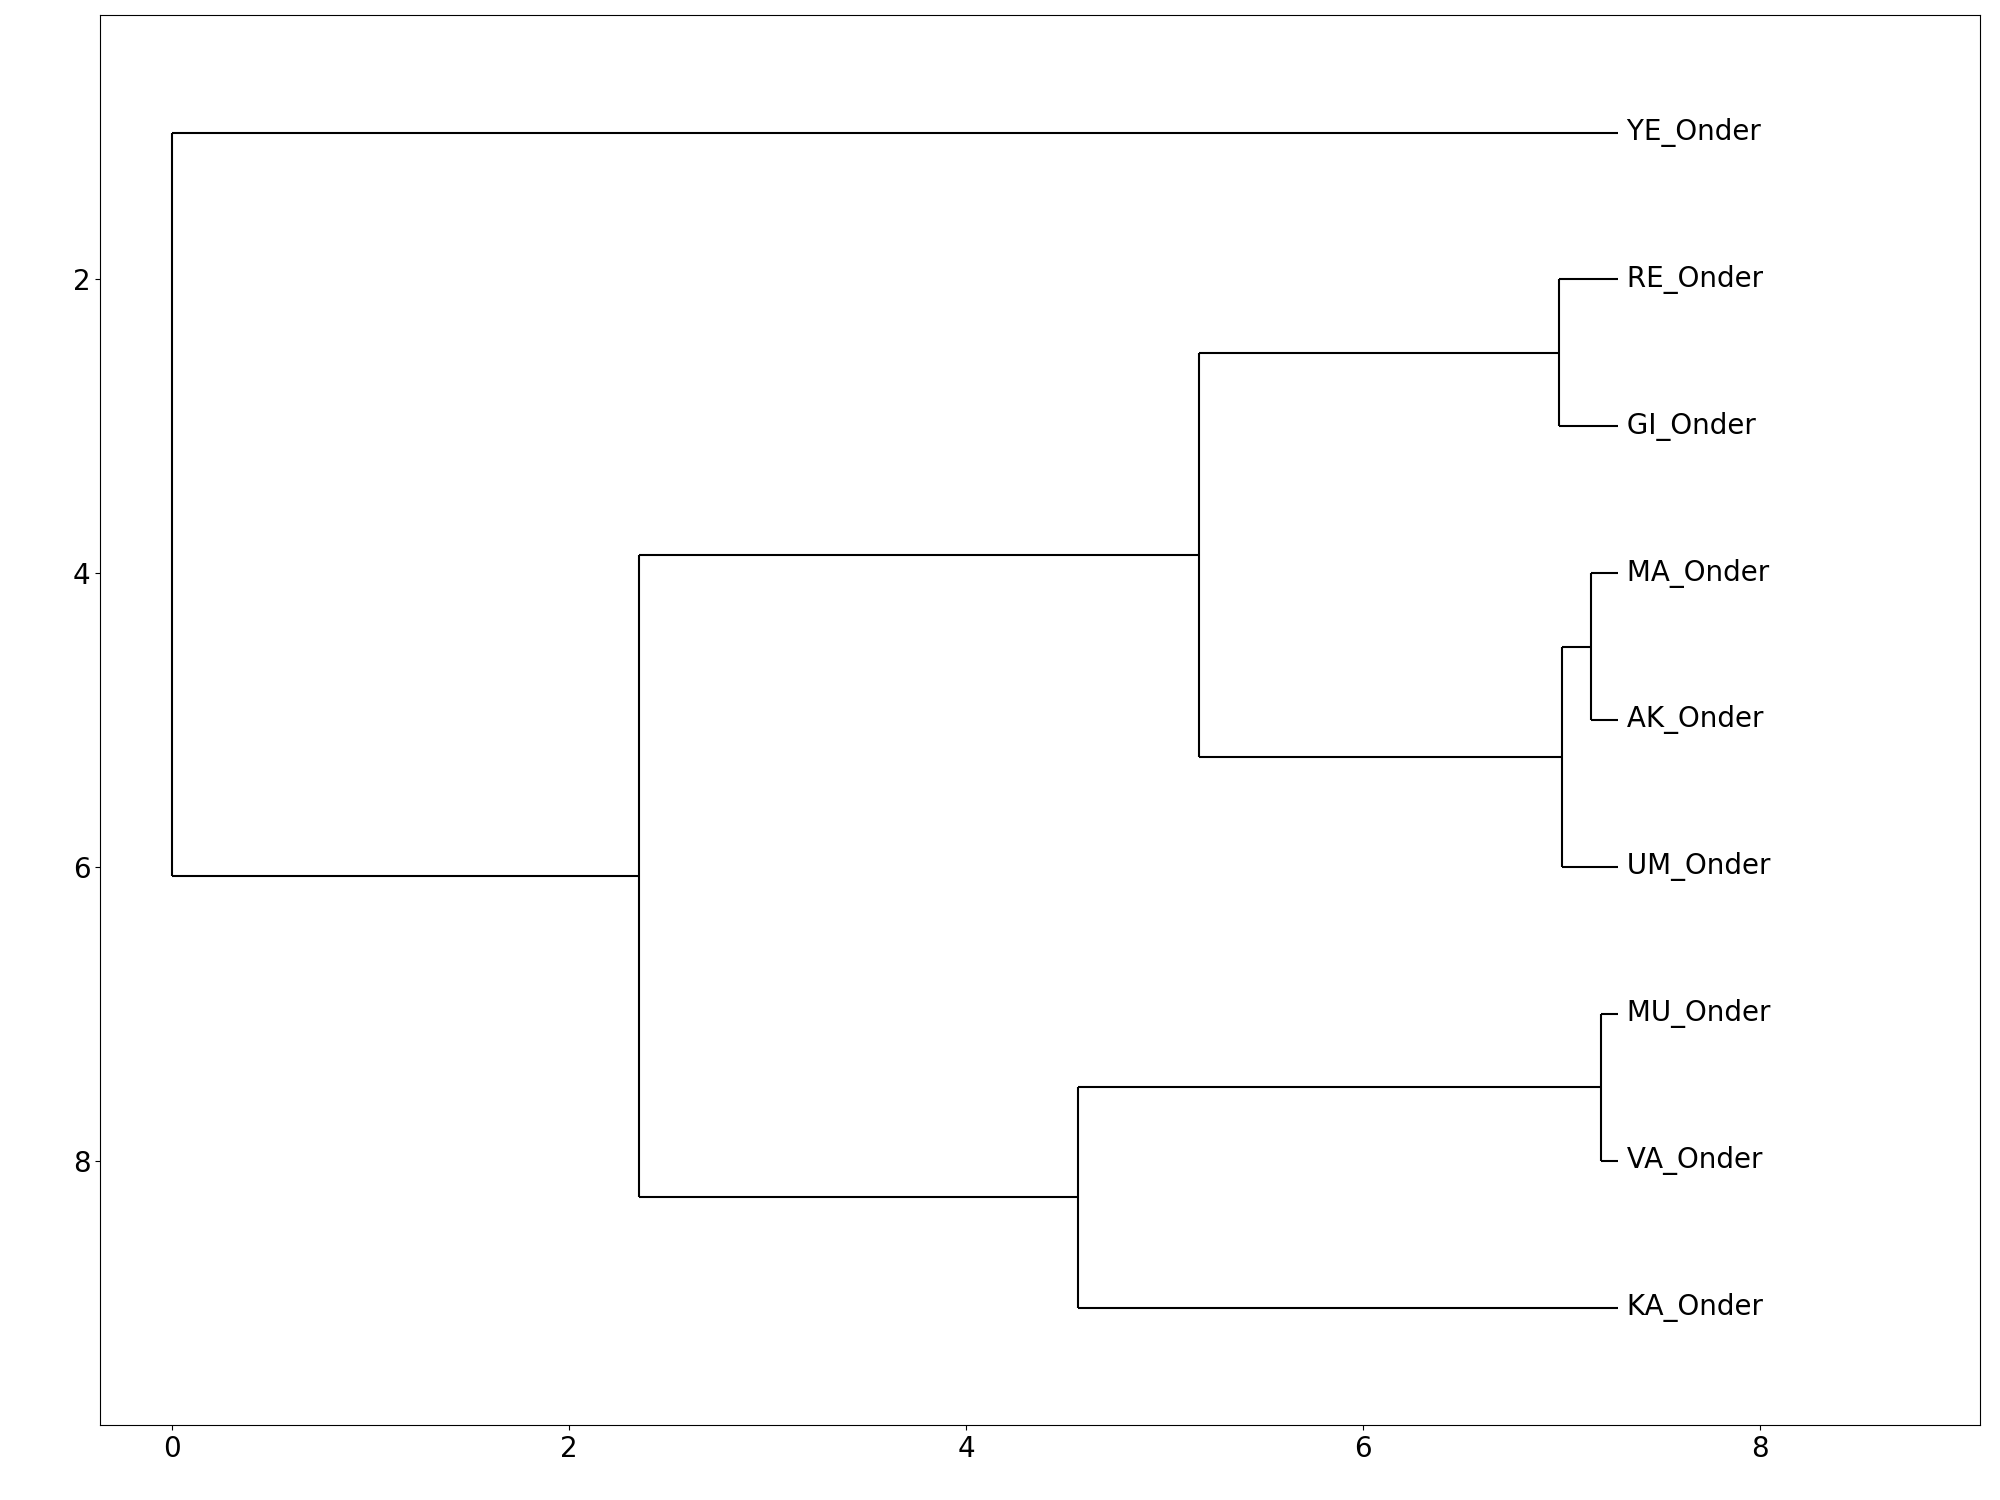 YE_Onder
2
RE_Onder
GI_Onder
4
MA_Onder
AK_Onder
6
UM_Onder
MU_Onder
8
VA_Onder
KA_Onder
0 2 4 6 8